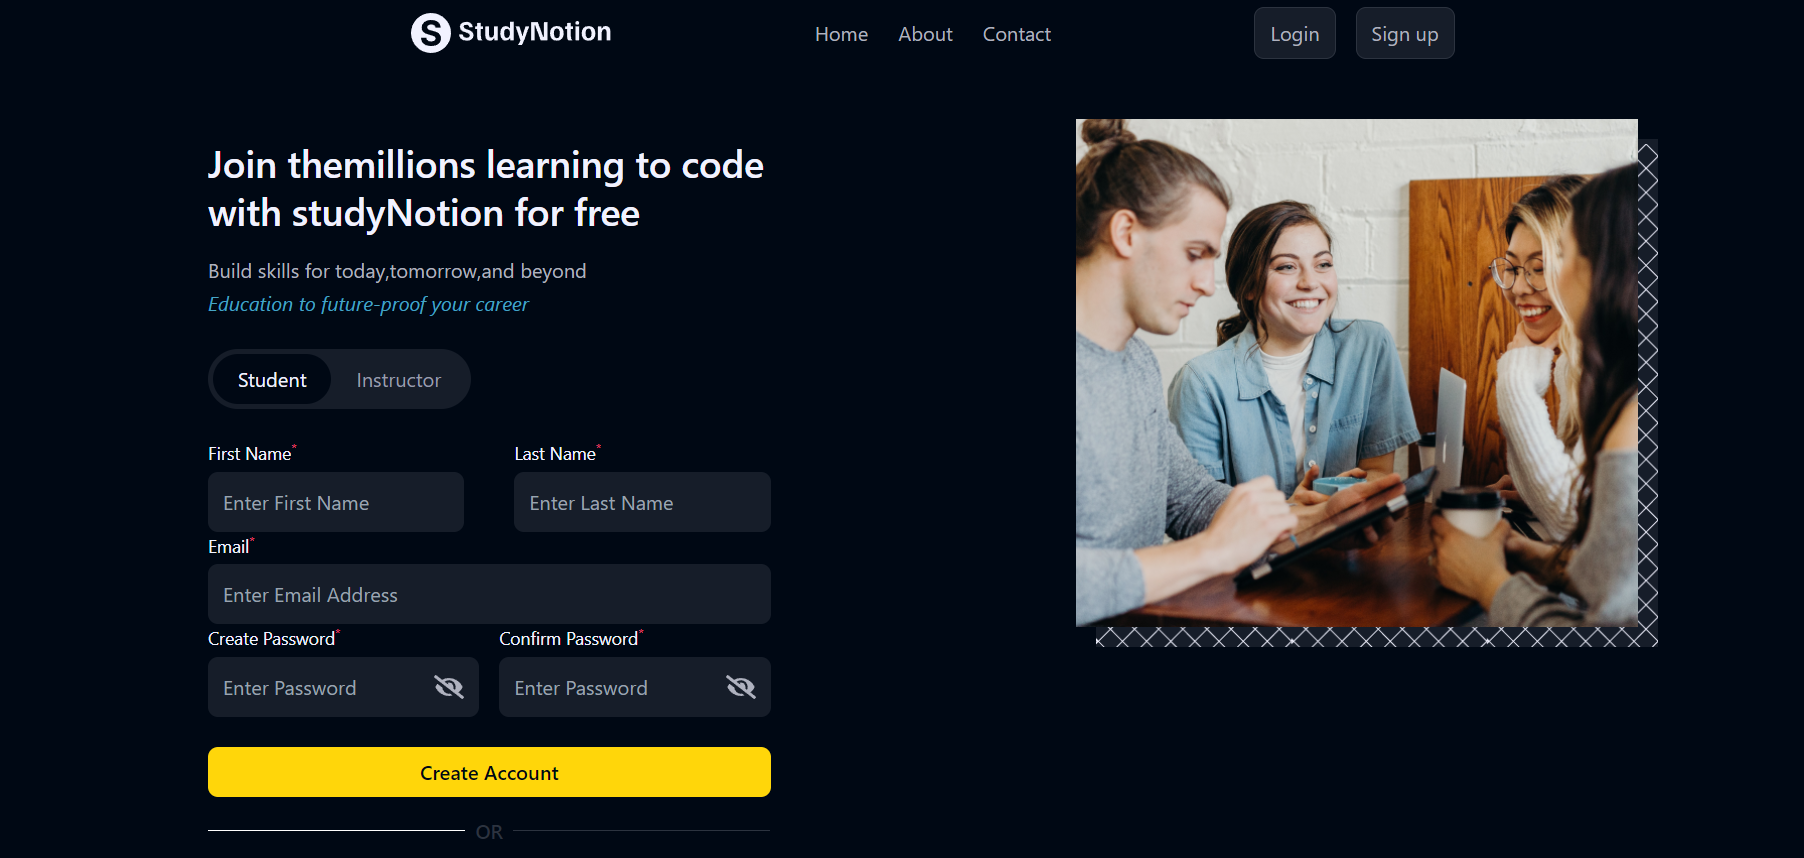 S StudyNotion
Home About Contact
Login Sign up
Join themillions learning to code
with studyNotion for free
Build skills for today,tomorrow,and beyond
Education to future-proof your career
Student Instructor
First Name* Last Name*
Enter First Name Enter Last Name
Email*
Enter Email Address
Create Password* Confirm Password*
Enter Password Enter Password
Create Account
OR